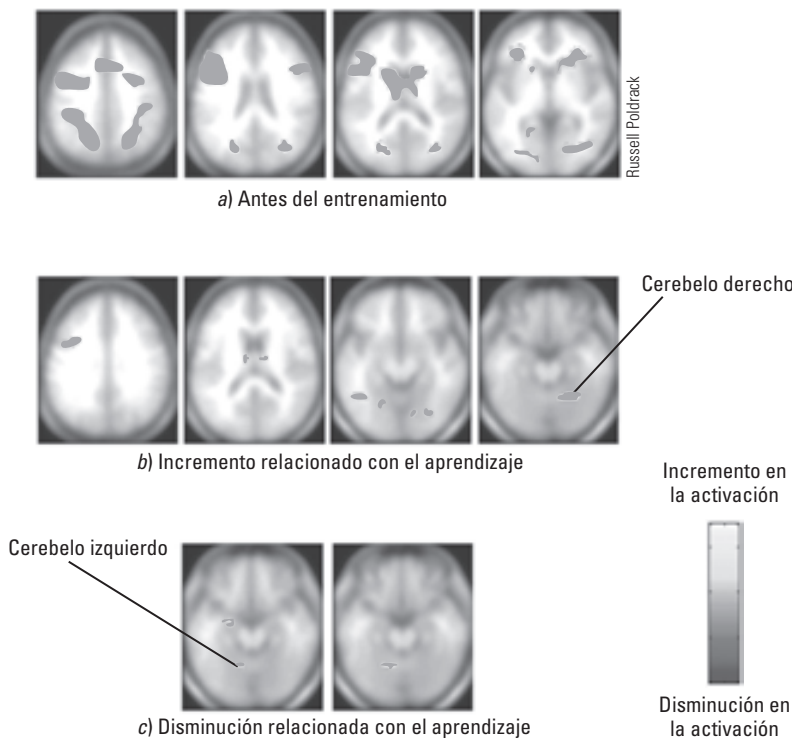 Russell Poldrack
a) Antes del entrenamiento
Cerebelo derecho
b) Incremento relacionado con el aprendizaje
Incremento en
la activación
Cerebelo izquierdo
Disminución en
la activación
c) Disminución relacionada con el aprendizaje